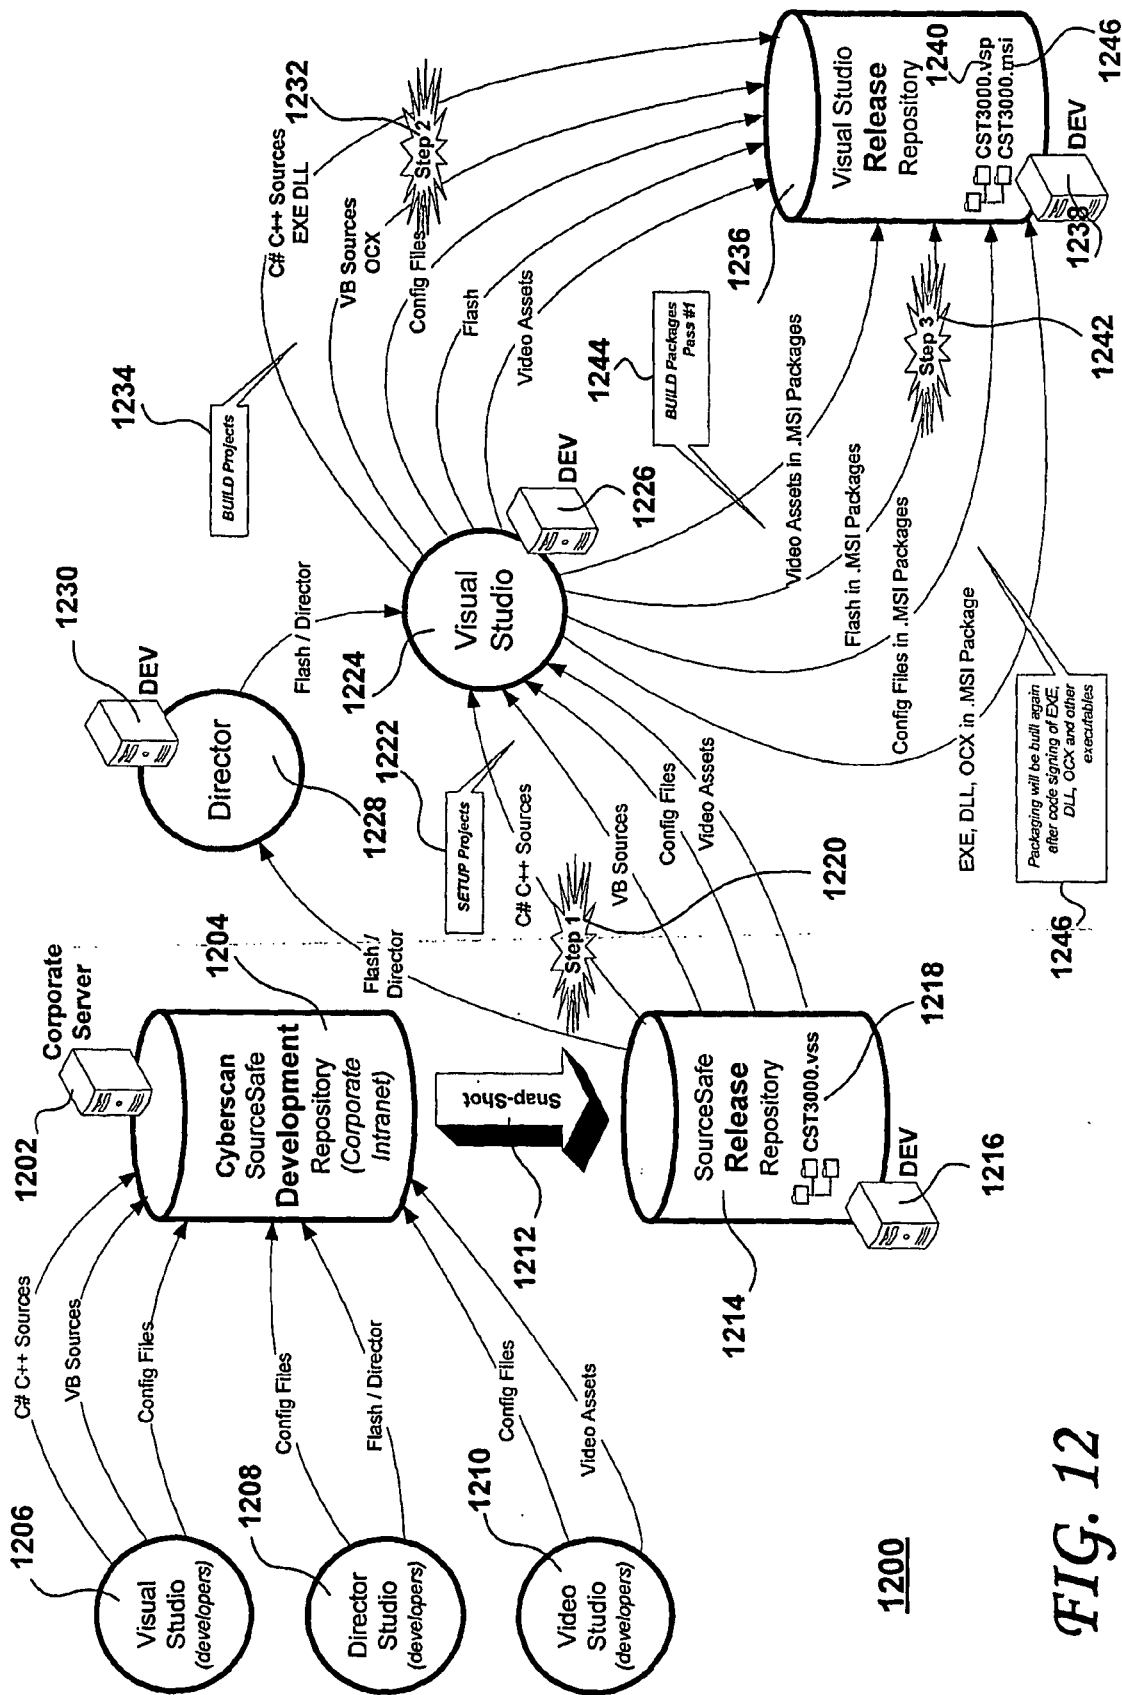 1206
Visual
Studio
(developers)
C# C++ Sources
VB Sources
Config Files
1208
Director
Studio
(developers)
Config Files
Flash / Director
1210
Video
Studio
(developers)
Config Files
Video Assets
1202
Corporate
Server
1204
Cyberscan
SourceSafe
Development
Repository
(Corporate
Intranet)
1212
Snap-Shot
1214
SourceSafe
Release
Repository
CST3000.vss
1218
DEV
1216
Flash /
Director
Step 1
1220
C# C++ Sources
VB Sources
Config Files
Video Assets
SETUP Projects
1222
Director
1228
DEV
1230
Flash / Director
1224
Visual
Studio
DEV
1226
BUILD Projects
1234
C# C++ Sources
EXE DLL
VB Sources
OCX
Config Files
Flash
Video Assets
Step 2
1232
BUILD Packages
Pass #1
1244
Video Assets in .MSI Packages
Flash in .MSI Packages
Config Files in .MSI Packages
EXE, DLL, OCX in .MSI Package
Step 3
1242
Packaging will be built again
after code signing of EXE,
DLL, OCX and other
executables
1246
1236
Visual Studio
Release
Repository
CST3000.vsp
CST3000.msi
1240
1246
DEV
1238
1200
FIG. 12